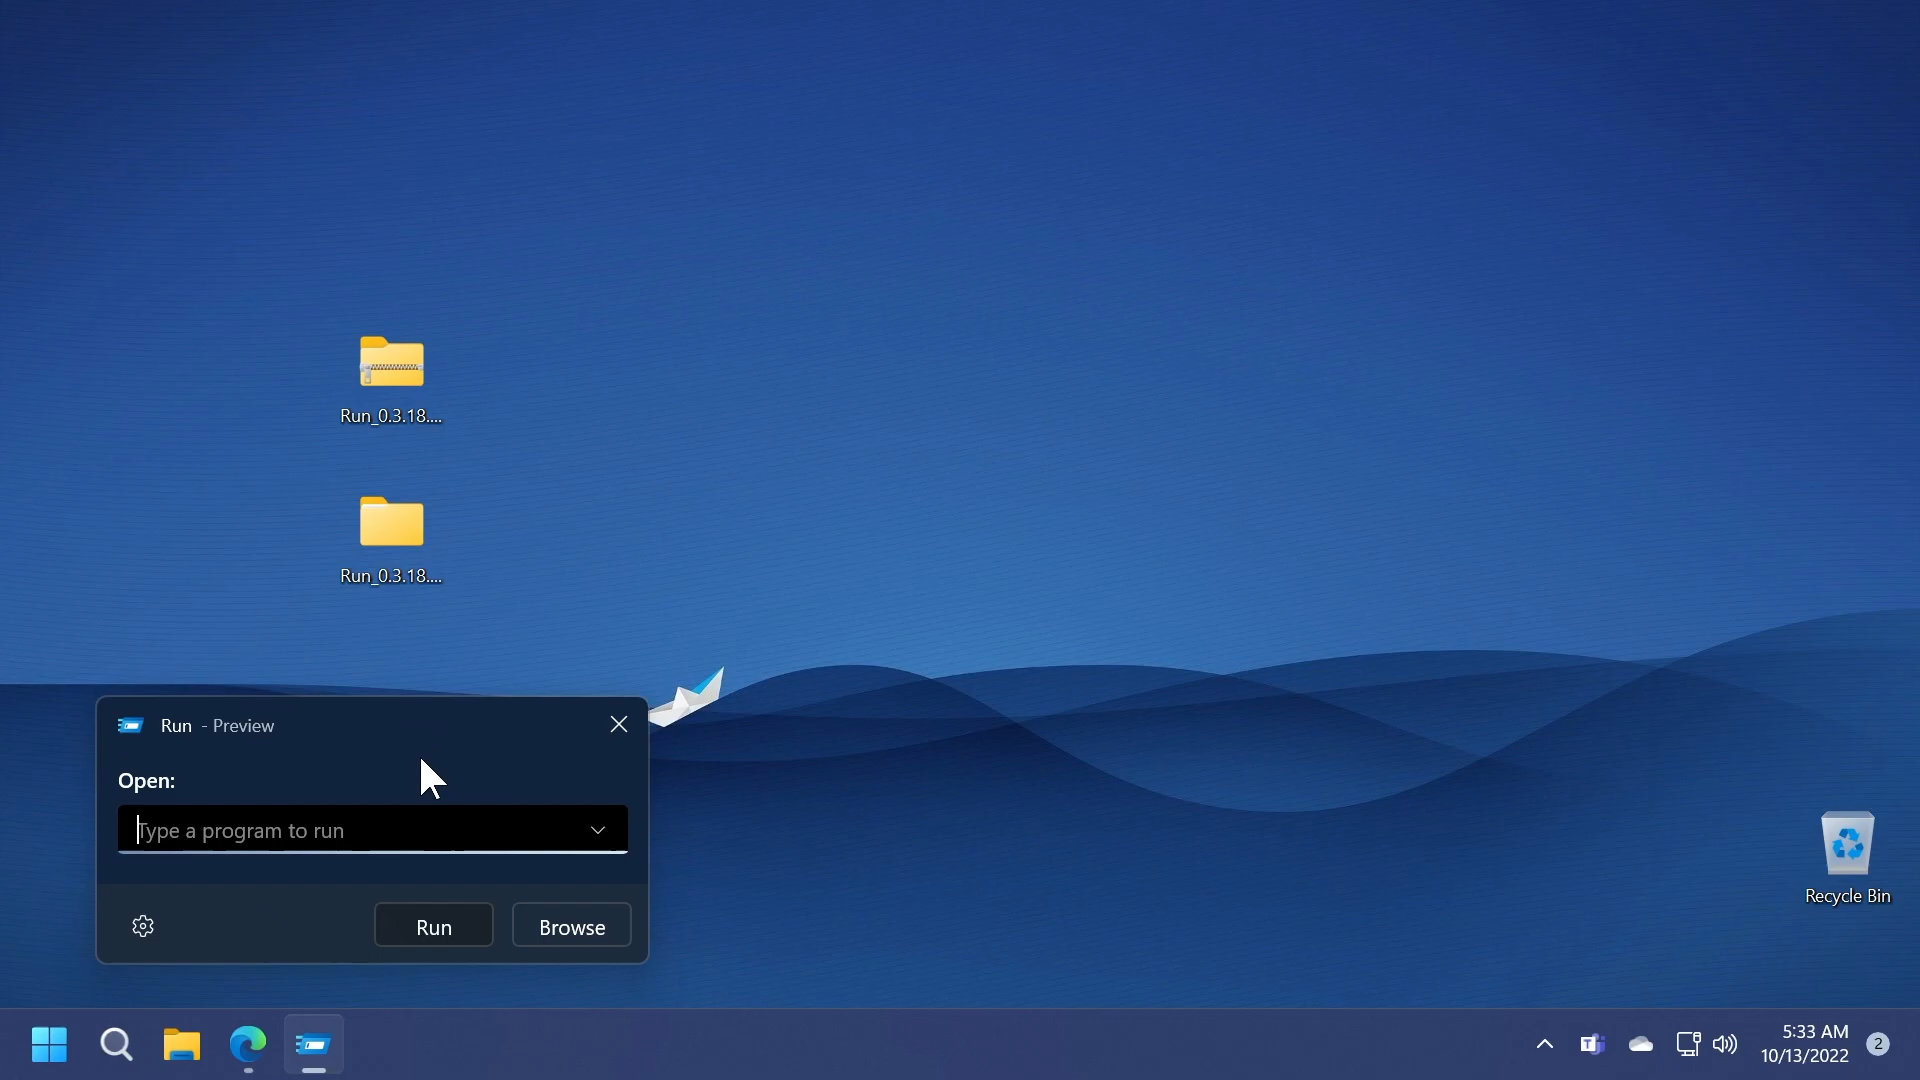 Run_0.3.18....
Run_0.3.18....
Run - Preview
Open:
Type a program to run
Run
Browse
Recycle Bin
5:33 AM
10/13/2022
2